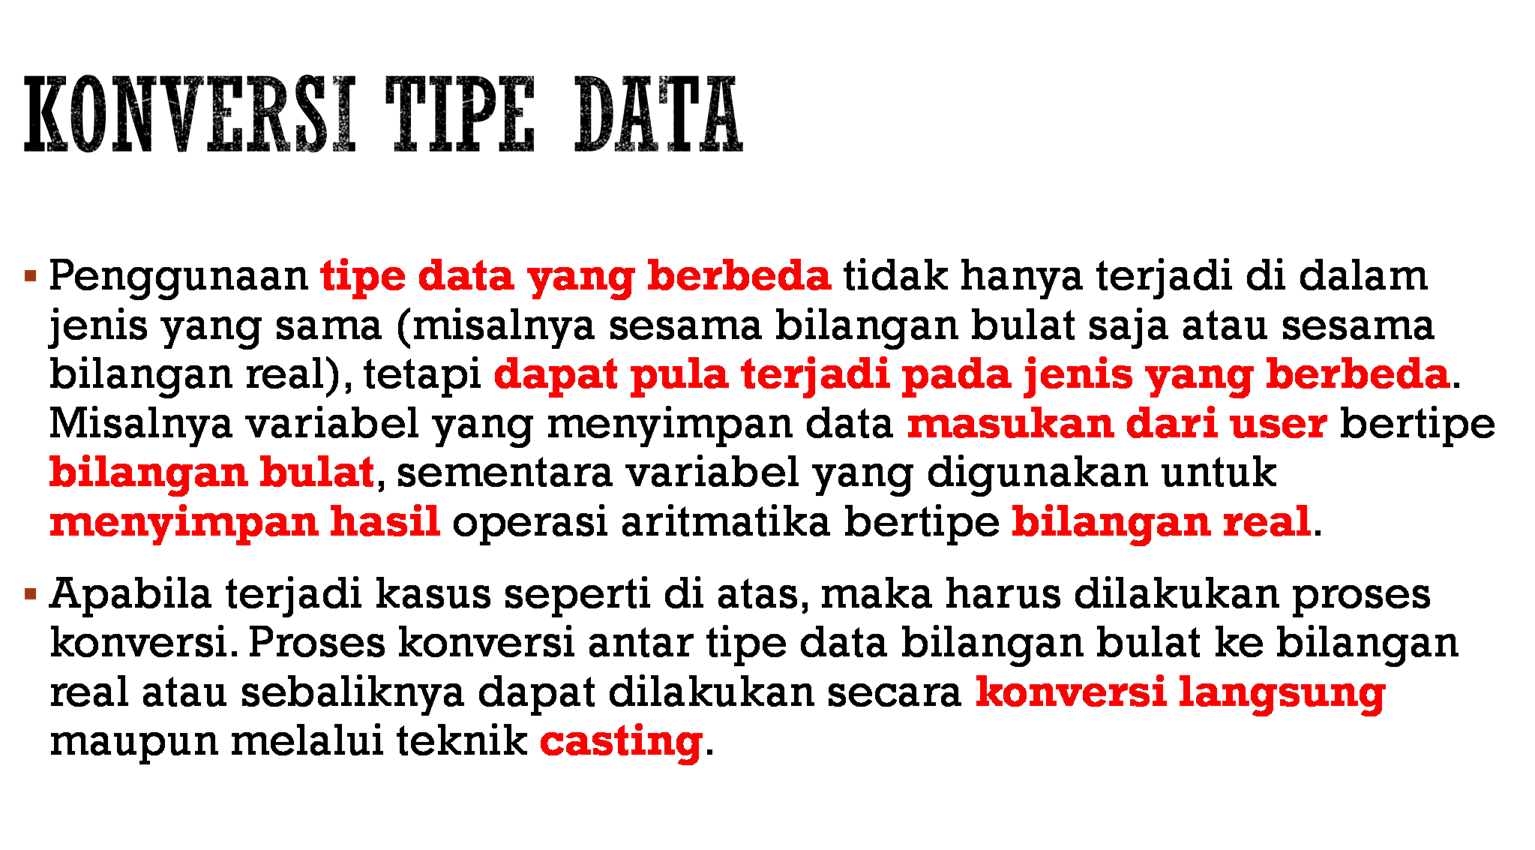 KONVERSI TIPE DATA
▪ Penggunaan tipe data yang berbeda tidak hanya terjadi di dalam
jenis yang sama (misalnya sesama bilangan bulat saja atau sesama
bilangan real), tetapi dapat pula terjadi pada jenis yang berbeda.
Misalnya variabel yang menyimpan data masukan dari user bertipe
bilangan bulat, sementara variabel yang digunakan untuk
menyimpan hasil operasi aritmatika bertipe bilangan real.
▪ Apabila terjadi kasus seperti di atas, maka harus dilakukan proses
konversi. Proses konversi antar tipe data bilangan bulat ke bilangan
real atau sebaliknya dapat dilakukan secara konversi langsung
maupun melalui teknik casting.